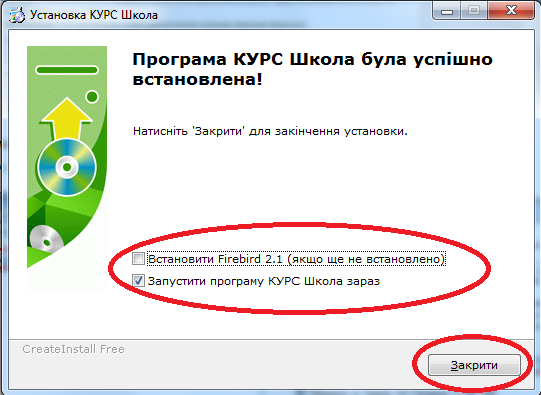 Установка КУРС Школа
Програма КУРС Школа була успішно
встановлена!
Натисніть 'Закрити' для закінчення установки.
Встановити Firebird 2.1 (якщо ще не встановлено)
Запустити програму КУРС Школа зараз
CreateInstall Free
Закрити